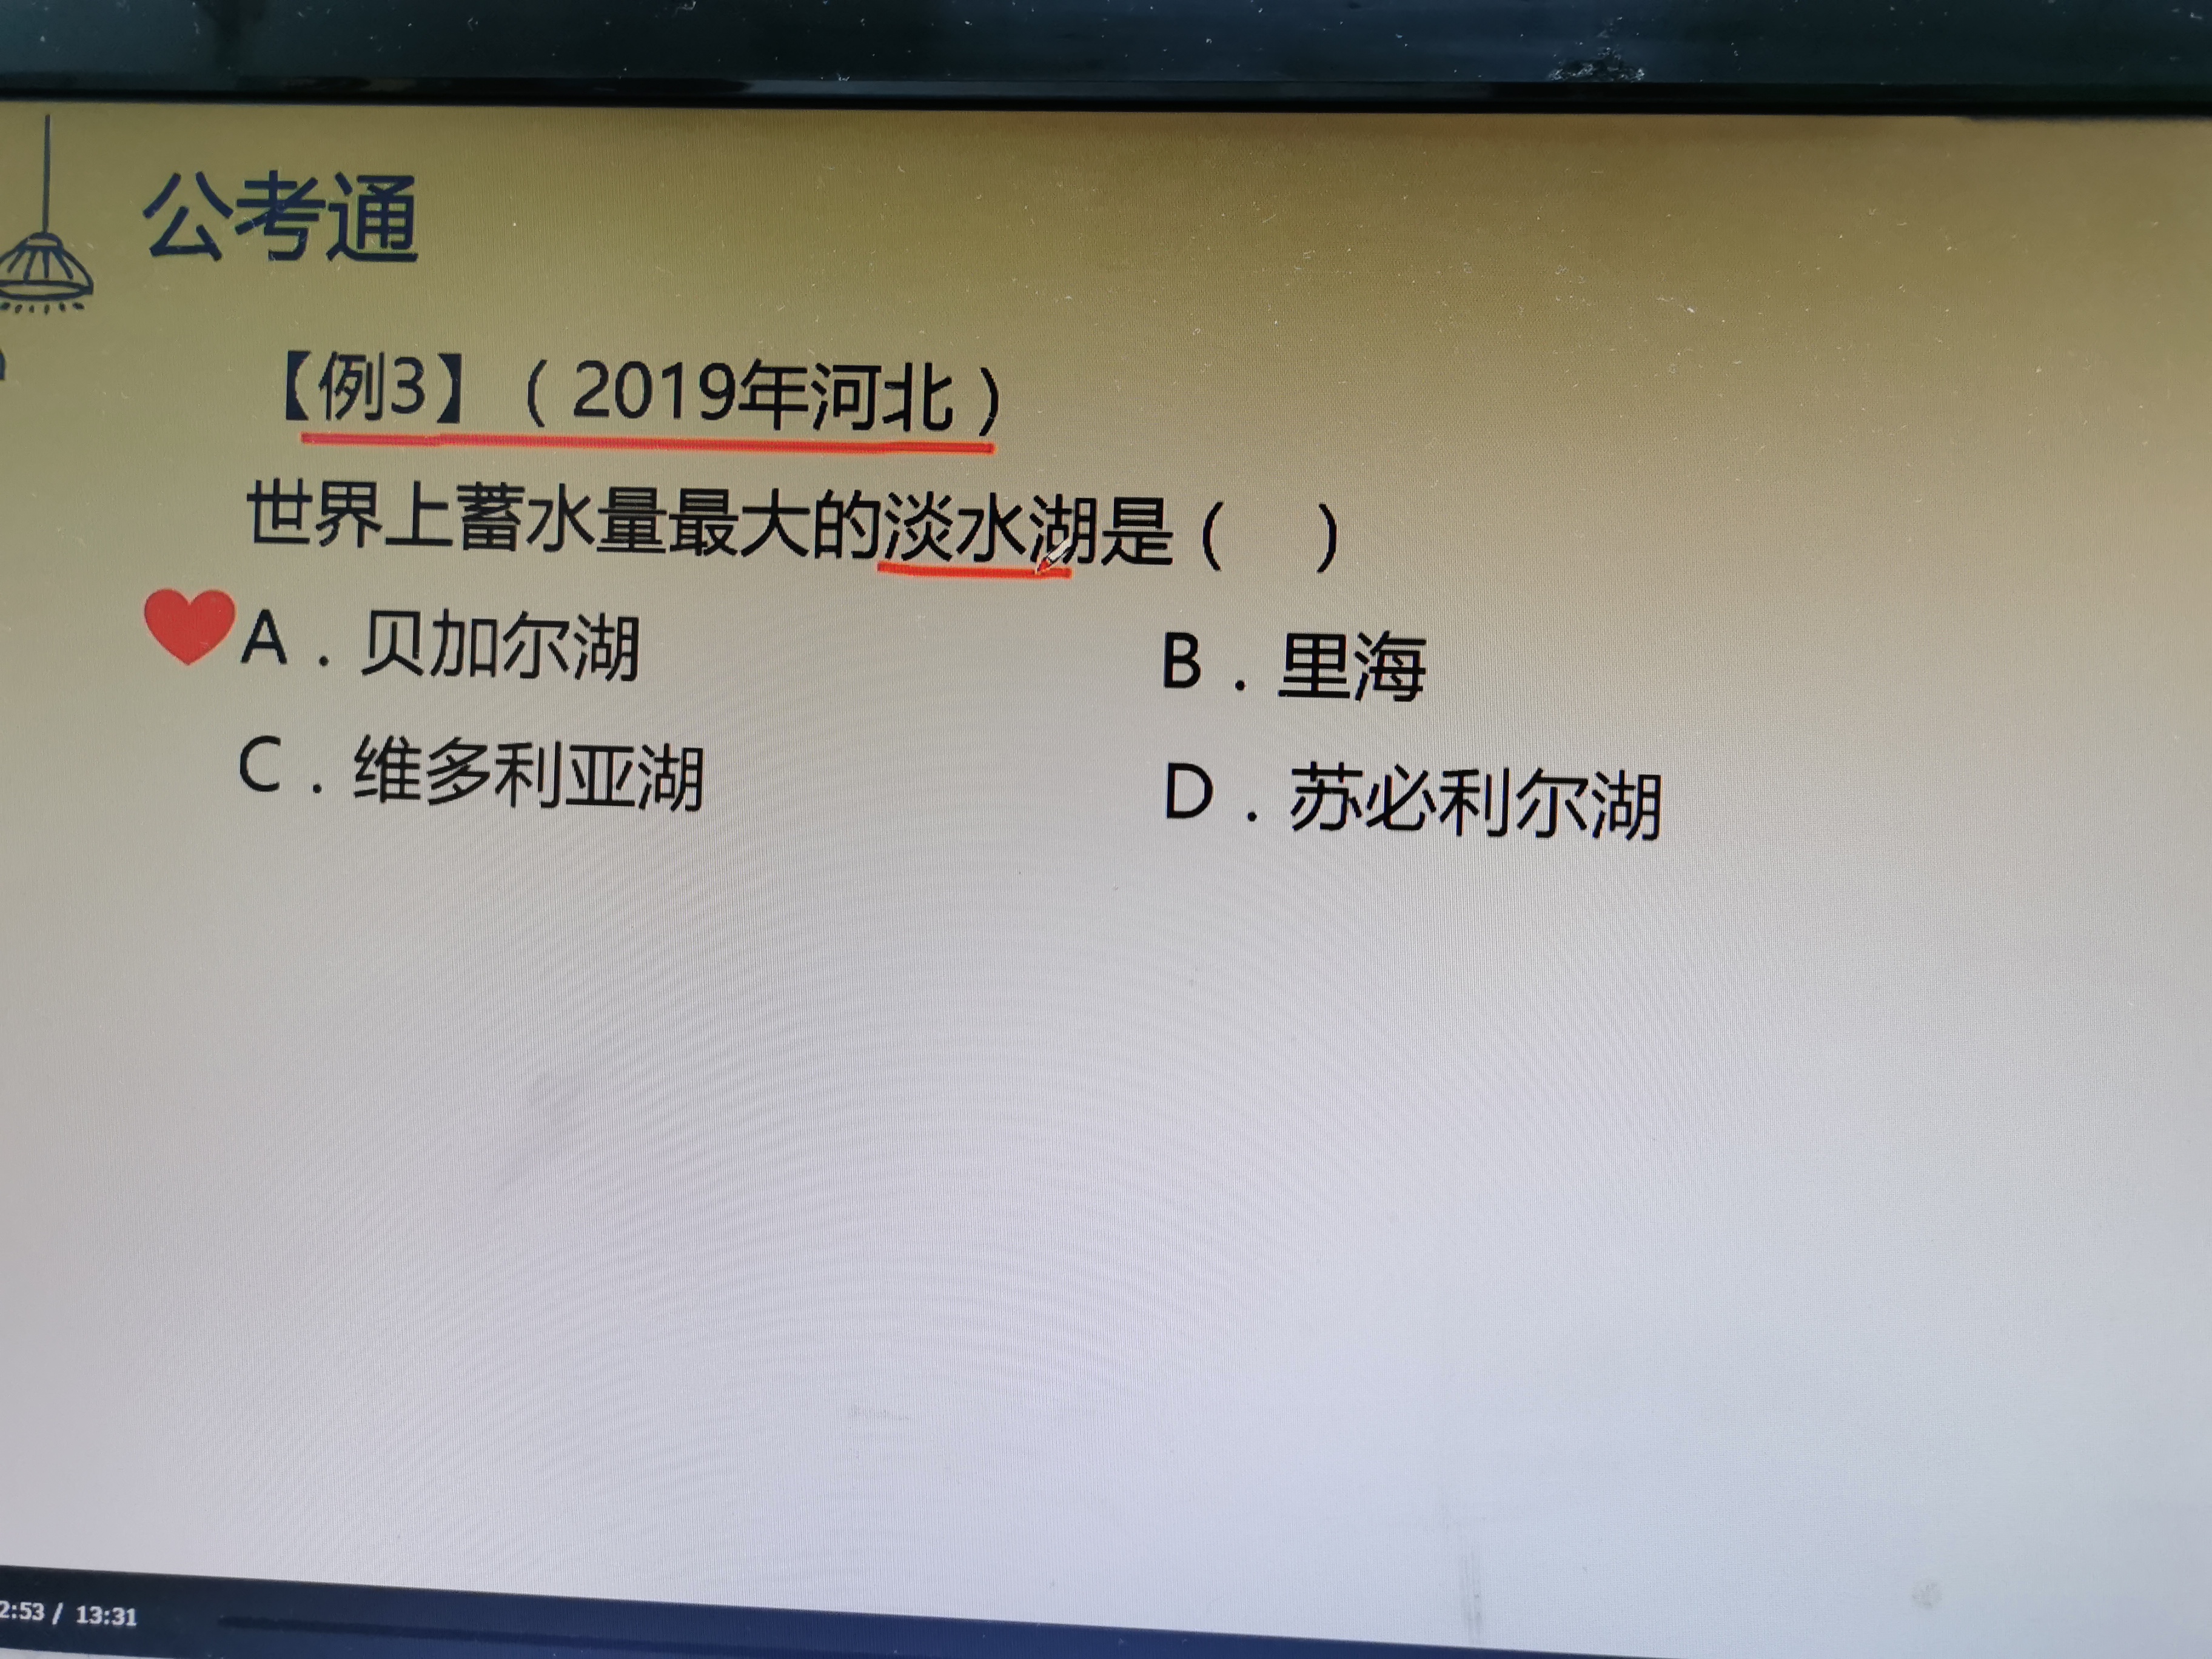 公考通
【例3】（2019年河北）
世界上蓄水量最大的淡水湖是（ ）
A．贝加尔湖 B．里海
C．维多利亚湖 D．苏必利尔湖
2:53 / 13:31